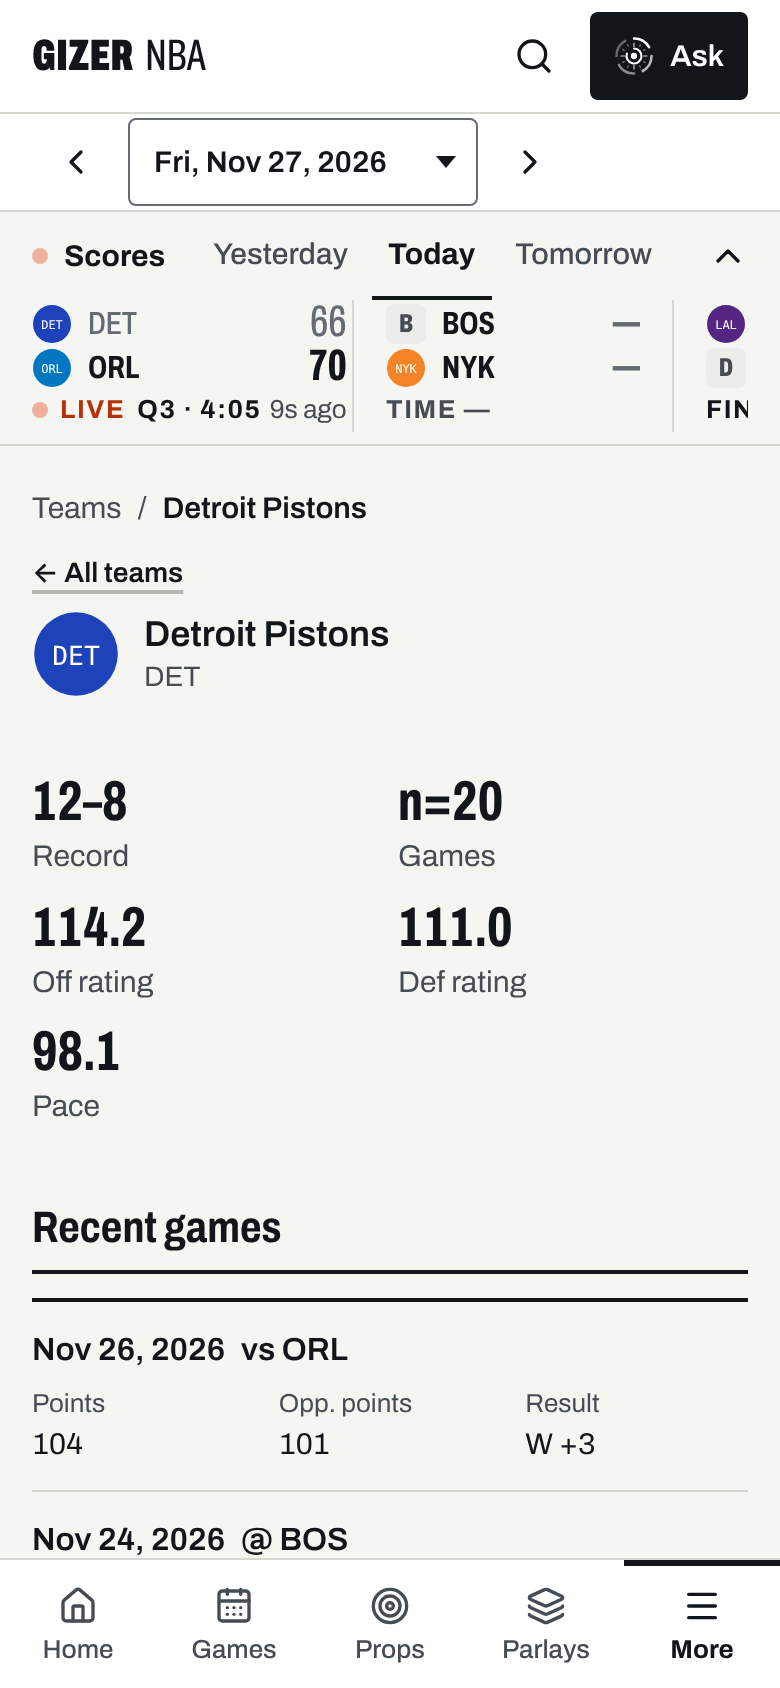 GIZER NBA
Ask
Fri, Nov 27, 2026
Scores Yesterday Today Tomorrow
DET DET 66
ORL ORL 70
LIVE Q3 · 4:05 9s ago
B BOS —
NYK NYK —
TIME —
LAL
D
FIN
Teams / Detroit Pistons
← All teams
DET
Detroit Pistons
DET
12–8 n=20
Record Games
114.2 111.0
Off rating Def rating
98.1
Pace
Recent games
Nov 26, 2026 vs ORL
Points Opp. points Result
104 101 W +3
Nov 24, 2026 @ BOS
Home Games Props Parlays More